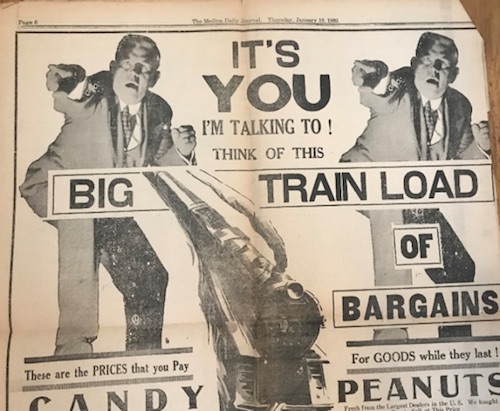 Page 6
The Medina Daily Journal, Thursday, January 15, 1931
IT'S
YOU
I'M TALKING TO !
THINK OF THIS
BIG TRAIN LOAD
OF
BARGAINS
These are the PRICES that you Pay
For GOODS while they last !
CANDY
PEANUTS
Fresh from the Largest Dealers in the U. S. We bought